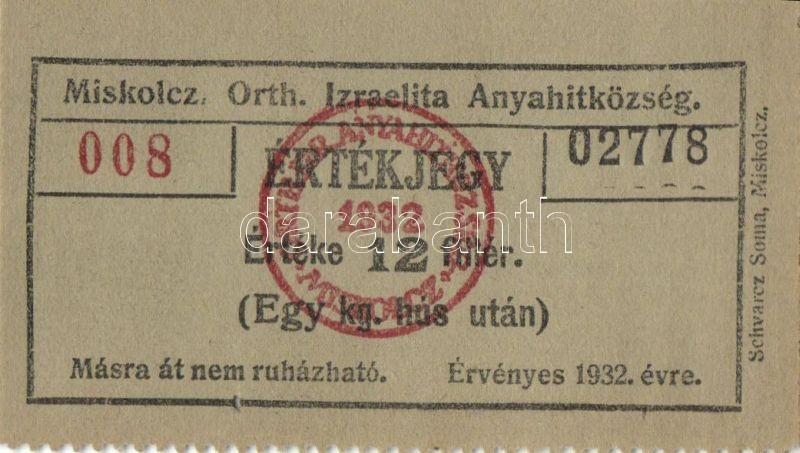 Miskolcz. Orth. Izraelita Anyahitközség.
008
ÉRTÉKJEGY
02778
1932
darabanth
Értéke 12 fillér.
(Egy kg. hús után)
Másra át nem ruházható. Érvényes 1932. évre.
Schvarcz Soma, Miskolcz.